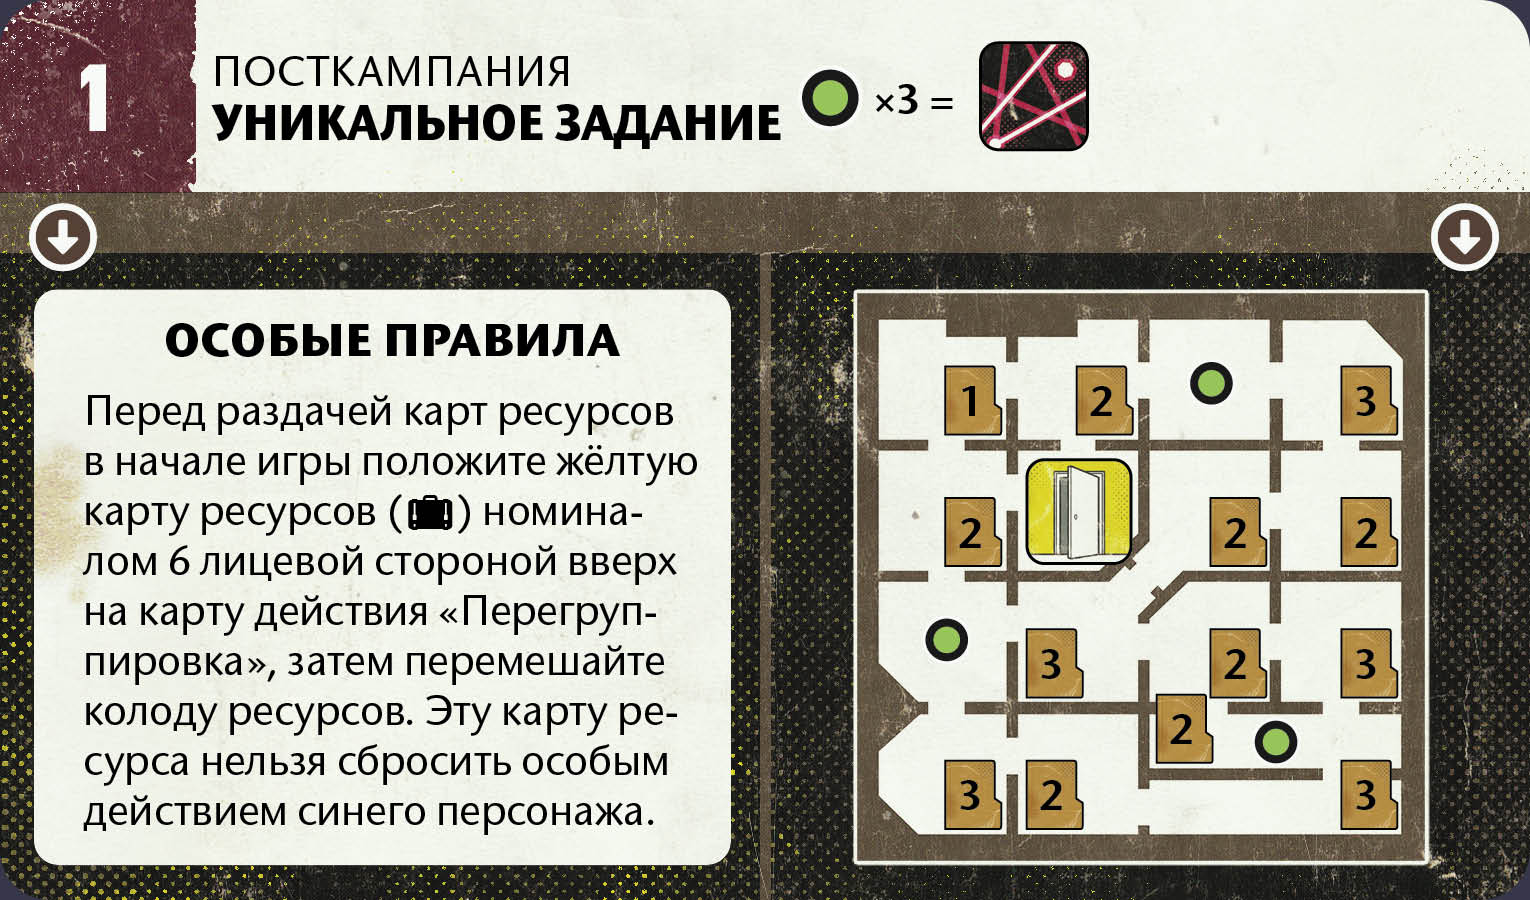 1
ПОСТКАМПАНИЯ
УНИКАЛЬНОЕ ЗАДАНИЕ
×3 =
ОСОБЫЕ ПРАВИЛА
Перед раздачей карт ресурсов
в начале игры положите жёлтую
карту ресурсов ( ) номина-
лом 6 лицевой стороной вверх
на карту действия «Перегруп-
пировка», затем перемешайте
колоду ресурсов. Эту карту ре-
сурса нельзя сбросить особым
действием синего персонажа.
1 2 3
2 2 2
3 2 3
2
3 2 3